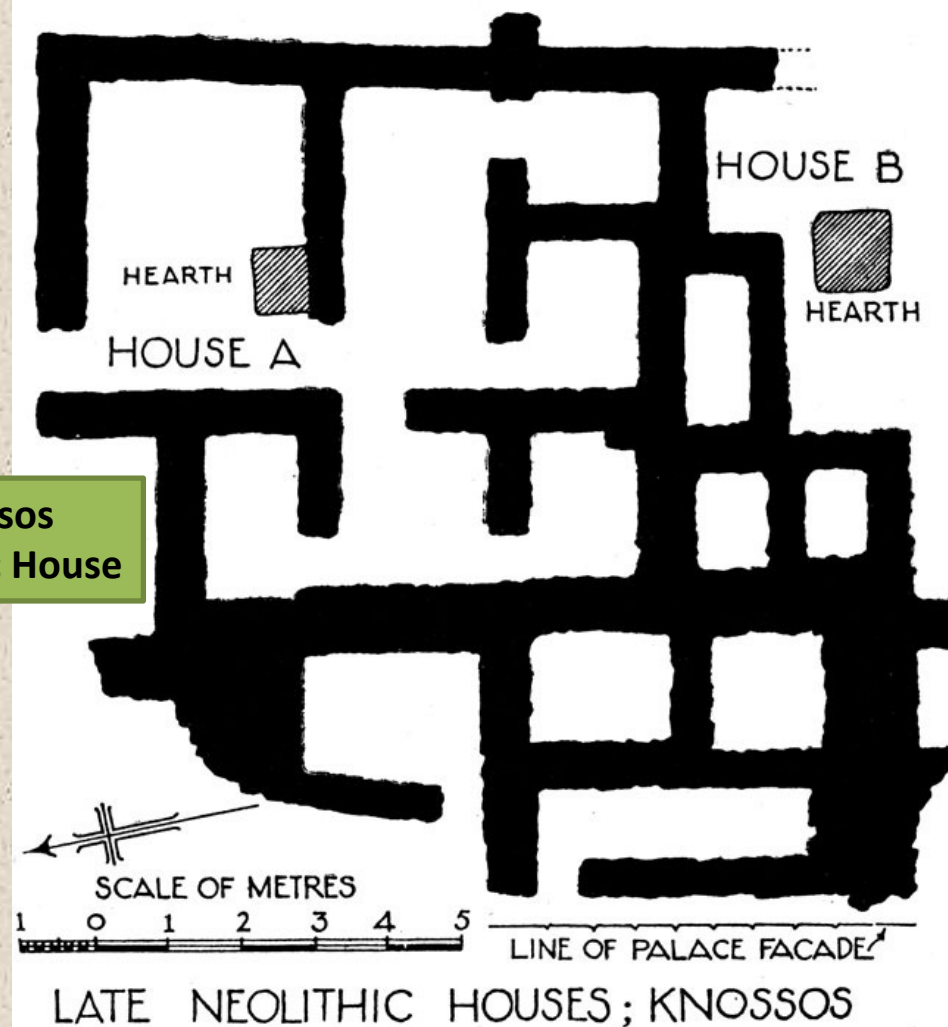 HOUSE B
HEARTH
HEARTH
HOUSE A
House
SCALE OF METRES
1 0 1 2 3 4 5
LINE OF PALACE FACADE
LATE NEOLITHIC HOUSES; KNOSSOS